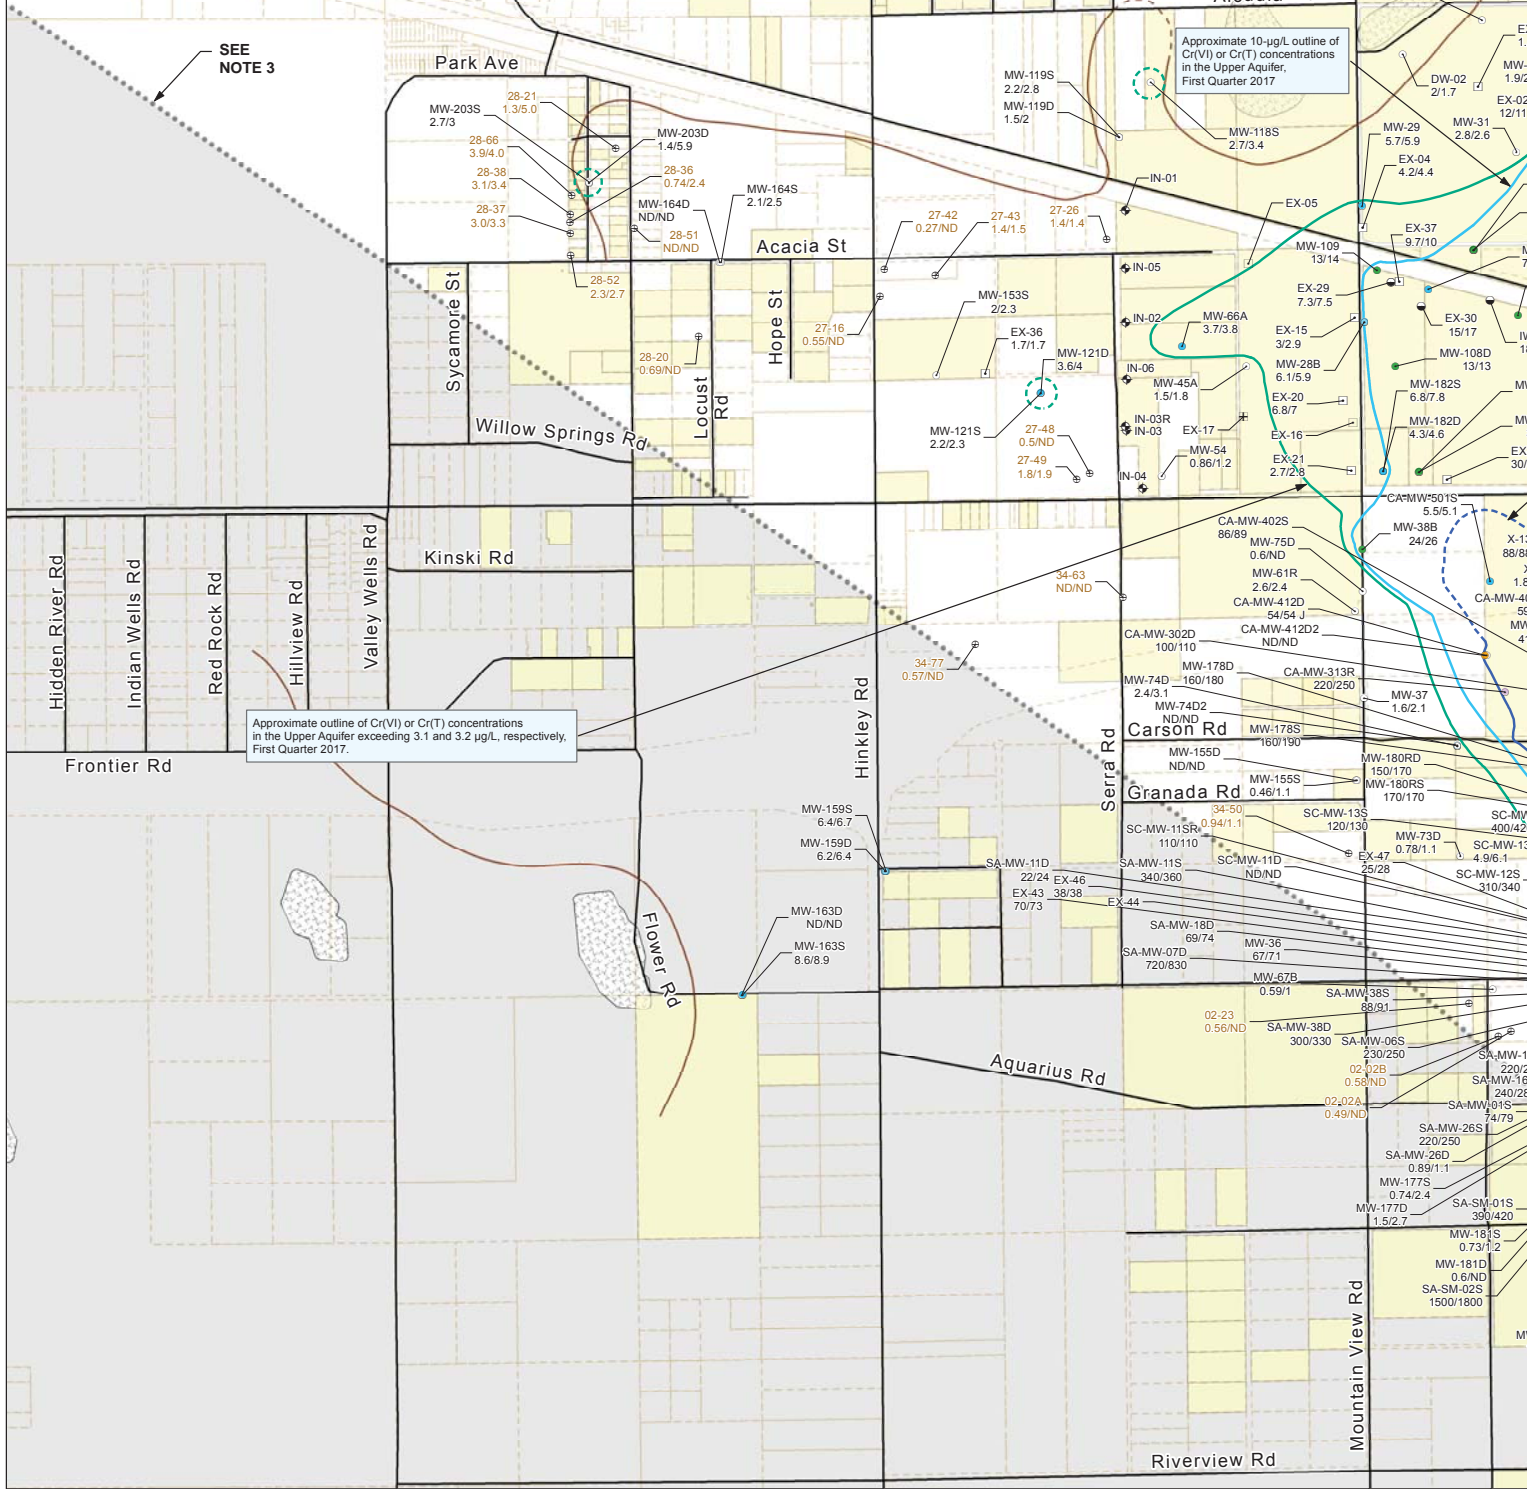 SEE
NOTE 3
Park Ave
Approximate 10-µg/L outline of
Cr(VI) or Cr(T) concentrations
in the Upper Aquifer,
First Quarter 2017
MW-119S
2.2/2.8
MW-119D
1.5/2
MW-118S
2.7/3.4
DW-02
2/1.7
EX-02
12/11
MW-31
2.8/2.6
MW-29
5.7/5.9
EX-04
4.2/4.4
28-21
1.3/5.0
MW-203S
2.7/3
MW-203D
1.4/5.9
28-66
3.9/4.0
28-38
3.1/3.4
28-36
0.74/2.4
28-37
3.0/3.3
MW-164D
ND/ND
MW-164S
2.1/2.5
28-51
ND/ND
28-52
2.3/2.7
Acacia St
27-42
0.27/ND
27-43
1.4/1.5
27-26
1.4/1.4
IN-01
EX-05
EX-37
9.7/10
MW-109
13/14
IN-05
EX-29
7.3/7.5
EX-30
15/17
Sycamore St
Hope St
27-16
0.55/ND
MW-153S
2/2.3
IN-02
MW-66A
3.7/3.8
EX-15
3/2.9
EX-36
1.7/1.7
MW-121D
3.6/4
28-20
0.69/ND
IN-06
MW-28B
6.1/5.9
MW-108D
13/13
MW-45A
1.5/1.8
MW-182S
6.8/7.8
Locust
Rd
EX-20
6.8/7
Willow Springs Rd
MW-121S
2.2/2.3
27-48
0.5/ND
IN-03R
IN-03
EX-17
EX-16
MW-182D
4.3/4.6
27-49
1.8/1.9
MW-54
0.86/1.2
EX-21
2.7/2.8
IN-04
CA-MW-501S
5.5/5.1
CA-MW-402S
86/89
MW-38B
24/26
MW-75D
0.6/ND
Hidden River Rd
Indian Wells Rd
Red Rock Rd
Hillview Rd
Valley Wells Rd
Kinski Rd
34-63
ND/ND
MW-61R
2.6/2.4
CA-MW-412D
54/54 J
CA-MW-302D
100/110
CA-MW-412D2
ND/ND
34-77
0.57/ND
MW-178D
160/180
CA-MW-313R
220/250
MW-74D
2.4/3.1
MW-37
1.6/2.1
MW-74D2
ND/ND
Approximate outline of Cr(VI) or Cr(T) concentrations
in the Upper Aquifer exceeding 3.1 and 3.2 µg/L, respectively,
First Quarter 2017.
Hinkley Rd
Serra Rd
Carson Rd
MW-178S
160/190
Frontier Rd
MW-155D
ND/ND
MW-155S
0.46/1.1
MW-180RD
150/170
MW-180RS
170/170
Granada Rd
MW-159S
6.4/6.7
MW-159D
6.2/6.4
34-50
0.94/1.1
SC-MW-13S
120/130
SC-MW-11SR
110/110
MW-73D
0.78/1.1
400/42
4.9/6.1
SA-MW-11D
22/24
SA-MW-11S
340/360
SC-MW-11D
ND/ND
EX-47
25/28
SC-MW-12S
310/340
EX-46
38/38
EX-43
70/73
EX-44
Flower Rd
MW-163D
ND/ND
MW-163S
8.6/8.9
SA-MW-18D
69/74
MW-36
67/71
SA-MW-07D
720/830
MW-67B
0.59/1
SA-MW-38S
88/91
02-23
0.56/ND
SA-MW-38D
300/330
SA-MW-06S
230/250
Aquarius Rd
02-02B
0.58/ND
02-02A
0.49/ND
SA-MW-01S
74/79
SA-MW-26S
220/250
SA-MW-26D
0.89/1.1
MW-177S
0.74/2.4
MW-177D
1.5/2.7
SA-SM-01S
390/420
MW-181S
0.73/1.2
MW-181D
0.6/ND
SA-SM-02S
1500/1800
Mountain View Rd
Riverview Rd